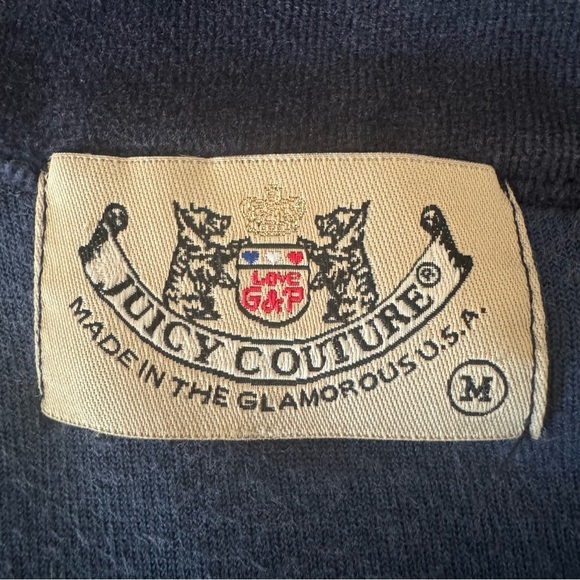 LOVE
G&P
JUICY COUTURE®
MADE IN THE GLAMOROUS U.S.A.
M